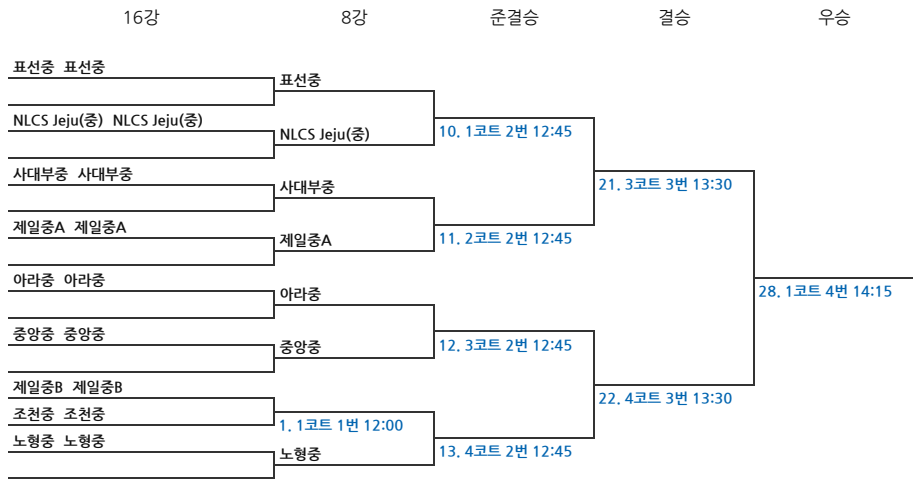 16강 8강 준결승 결승 우승
표선중 표선중
표선중
NLCS Jeju(중) NLCS Jeju(중)
NLCS Jeju(중)
10. 1코트 2번 12:45
사대부중 사대부중
사대부중
21. 3코트 3번 13:30
제일중A 제일중A
제일중A
11. 2코트 2번 12:45
아라중 아라중
아라중
28. 1코트 4번 14:15
중앙중 중앙중
중앙중
12. 3코트 2번 12:45
제일중B 제일중B
22. 4코트 3번 13:30
조천중 조천중
1. 1코트 1번 12:00
노형중 노형중
노형중
13. 4코트 2번 12:45